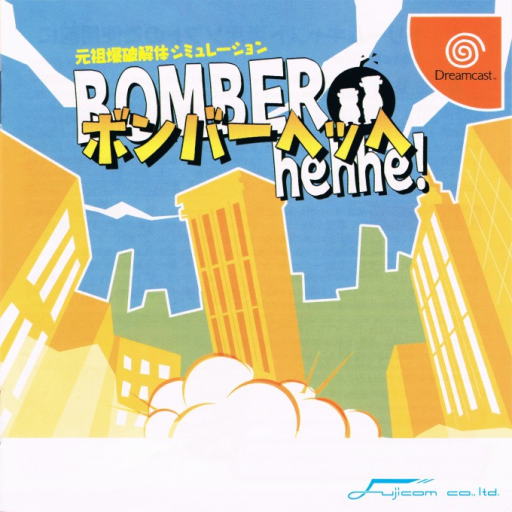 元祖爆破解体シミュレーション
BOMBER
ボンバーヘッヘ
hehhe!
Dreamcast™
Fujicom co.,ltd.